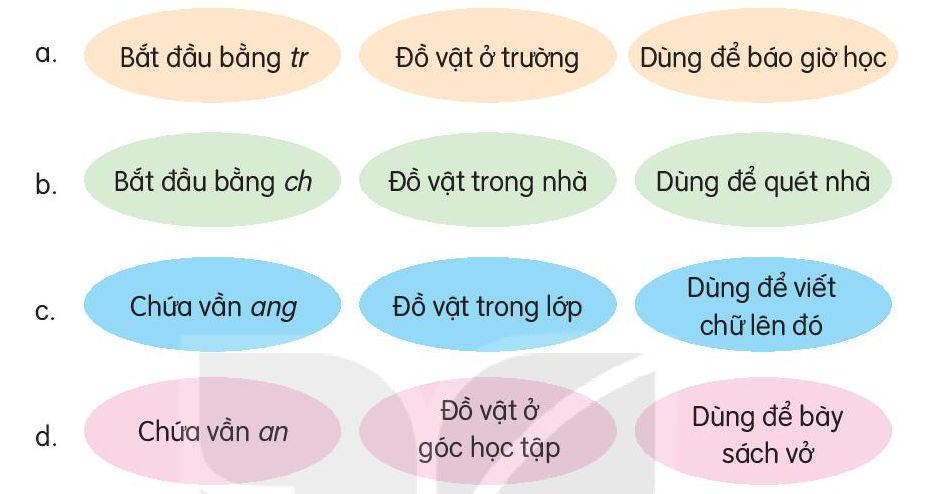 a. Bắt đầu bằng tr Đồ vật ở trường Dùng để báo giờ học
b. Bắt đầu bằng ch Đồ vật trong nhà Dùng để quét nhà
c. Chứa vần ang Đồ vật trong lớp Dùng để viết
chữ lên đó
d. Chứa vần an Đồ vật ở
góc học tập Dùng để bày
sách vở